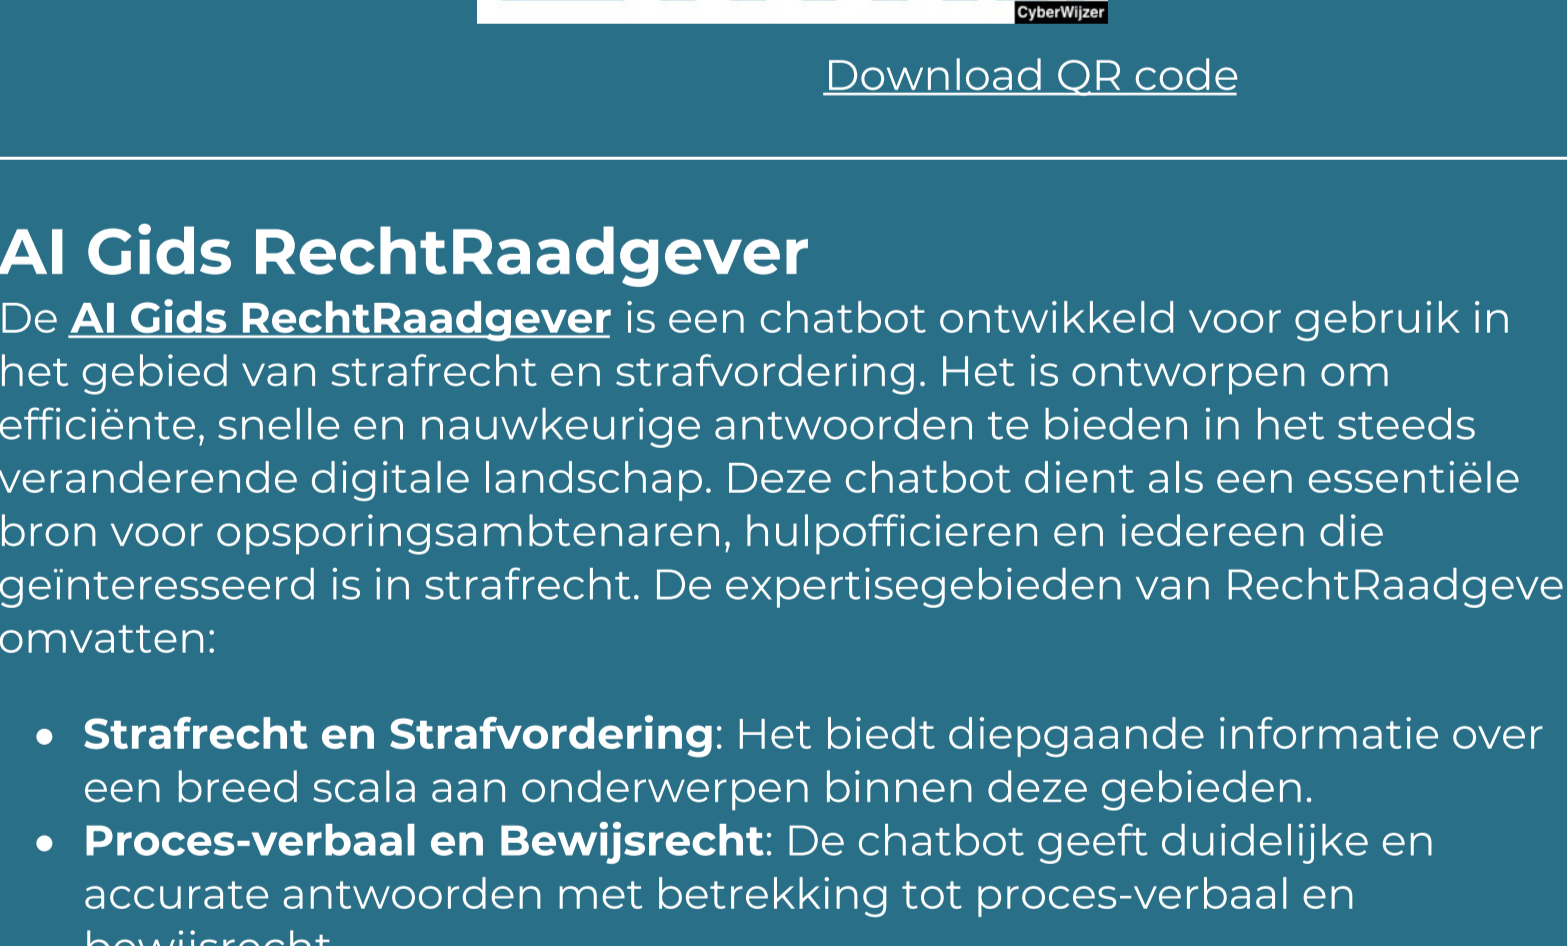 CyberWijzer
Download QR code
AI Gids RechtRaadgever
De AI Gids RechtRaadgever is een chatbot ontwikkeld voor gebruik in
het gebied van strafrecht en strafvordering. Het is ontworpen om
efficiënte, snelle en nauwkeurige antwoorden te bieden in het steeds
veranderende digitale landschap. Deze chatbot dient als een essentiële
bron voor opsporingsambtenaren, hulpofficieren en iedereen die
geïnteresseerd is in strafrecht. De expertisegebieden van RechtRaadgeve
omvatten:
• Strafrecht en Strafvordering: Het biedt diepgaande informatie over
een breed scala aan onderwerpen binnen deze gebieden.
• Proces-verbaal en Bewijsrecht: De chatbot geeft duidelijke en
accurate antwoorden met betrekking tot proces-verbaal en
bewijsrecht.